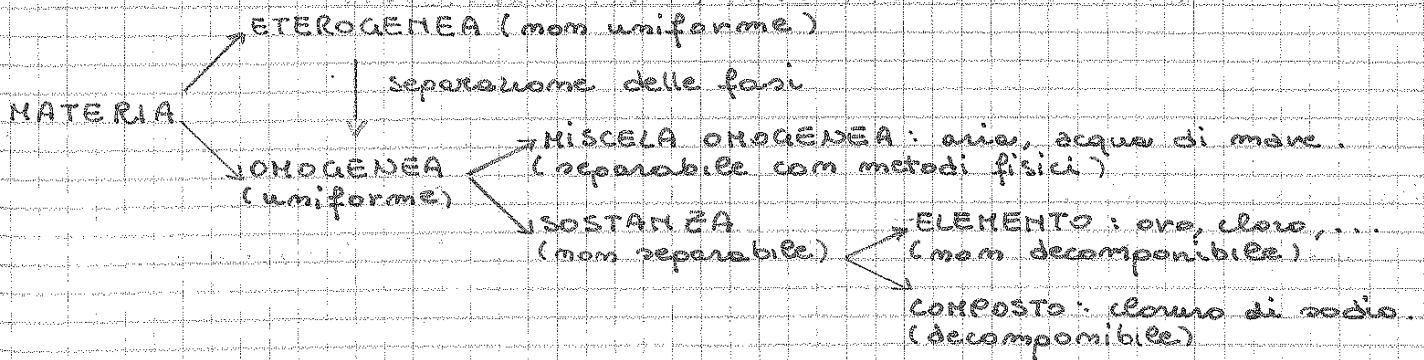 ETEROGENEA (non uniforme)
separazione delle fasi
MATERIA
MISCELA OMOGENEA: aria, acqua di mare.
OMOGENEA (separabile con metodi fisici)
(uniforme)
SOSTANZA ELEMENTO: oro, cloro, ...
(non separabile) (non decomponibile)
COMPOSTO: cloruro di sodio.
(decomponibile)